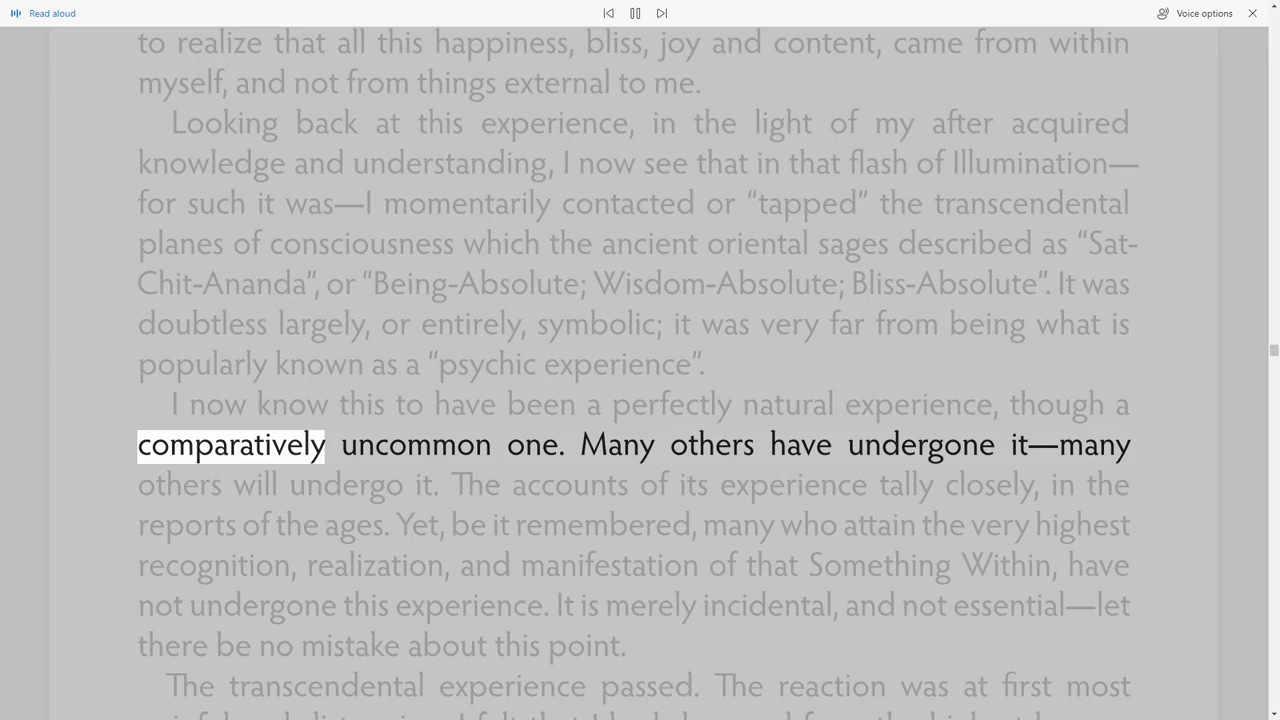 Read aloud
Voice options
to realize that all this happiness, bliss, joy and content, came from within
myself, and not from things external to me.
Looking back at this experience, in the light of my after acquired
knowledge and understanding, I now see that in that flash of Illumination—
for such it was—I momentarily contacted or “tapped” the transcendental
planes of consciousness which the ancient oriental sages described as “Sat-
Chit-Ananda”, or “Being-Absolute; Wisdom-Absolute; Bliss-Absolute”. It was
doubtless largely, or entirely, symbolic; it was very far from being what is
popularly known as a “psychic experience”.
I now know this to have been a perfectly natural experience, though a
comparatively uncommon one. Many others have undergone it—many
others will undergo it. The accounts of its experience tally closely, in the
reports of the ages. Yet, be it remembered, many who attain the very highest
recognition, realization, and manifestation of that Something Within, have
not undergone this experience. It is merely incidental, and not essential—let
there be no mistake about this point.
The transcendental experience passed. The reaction was at first most